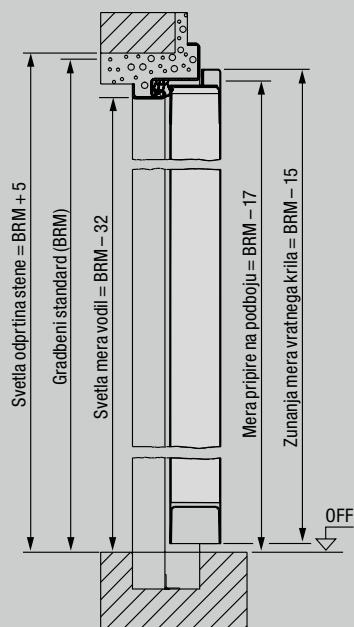 Svetla odprtina stene = BRM + 5
Gradbeni standard (BRM)
Svetla mera vodil = BRM – 32
Mera pripire na podboju = BRM – 17
Zunanja mera vratnega krila = BRM – 15
OFF